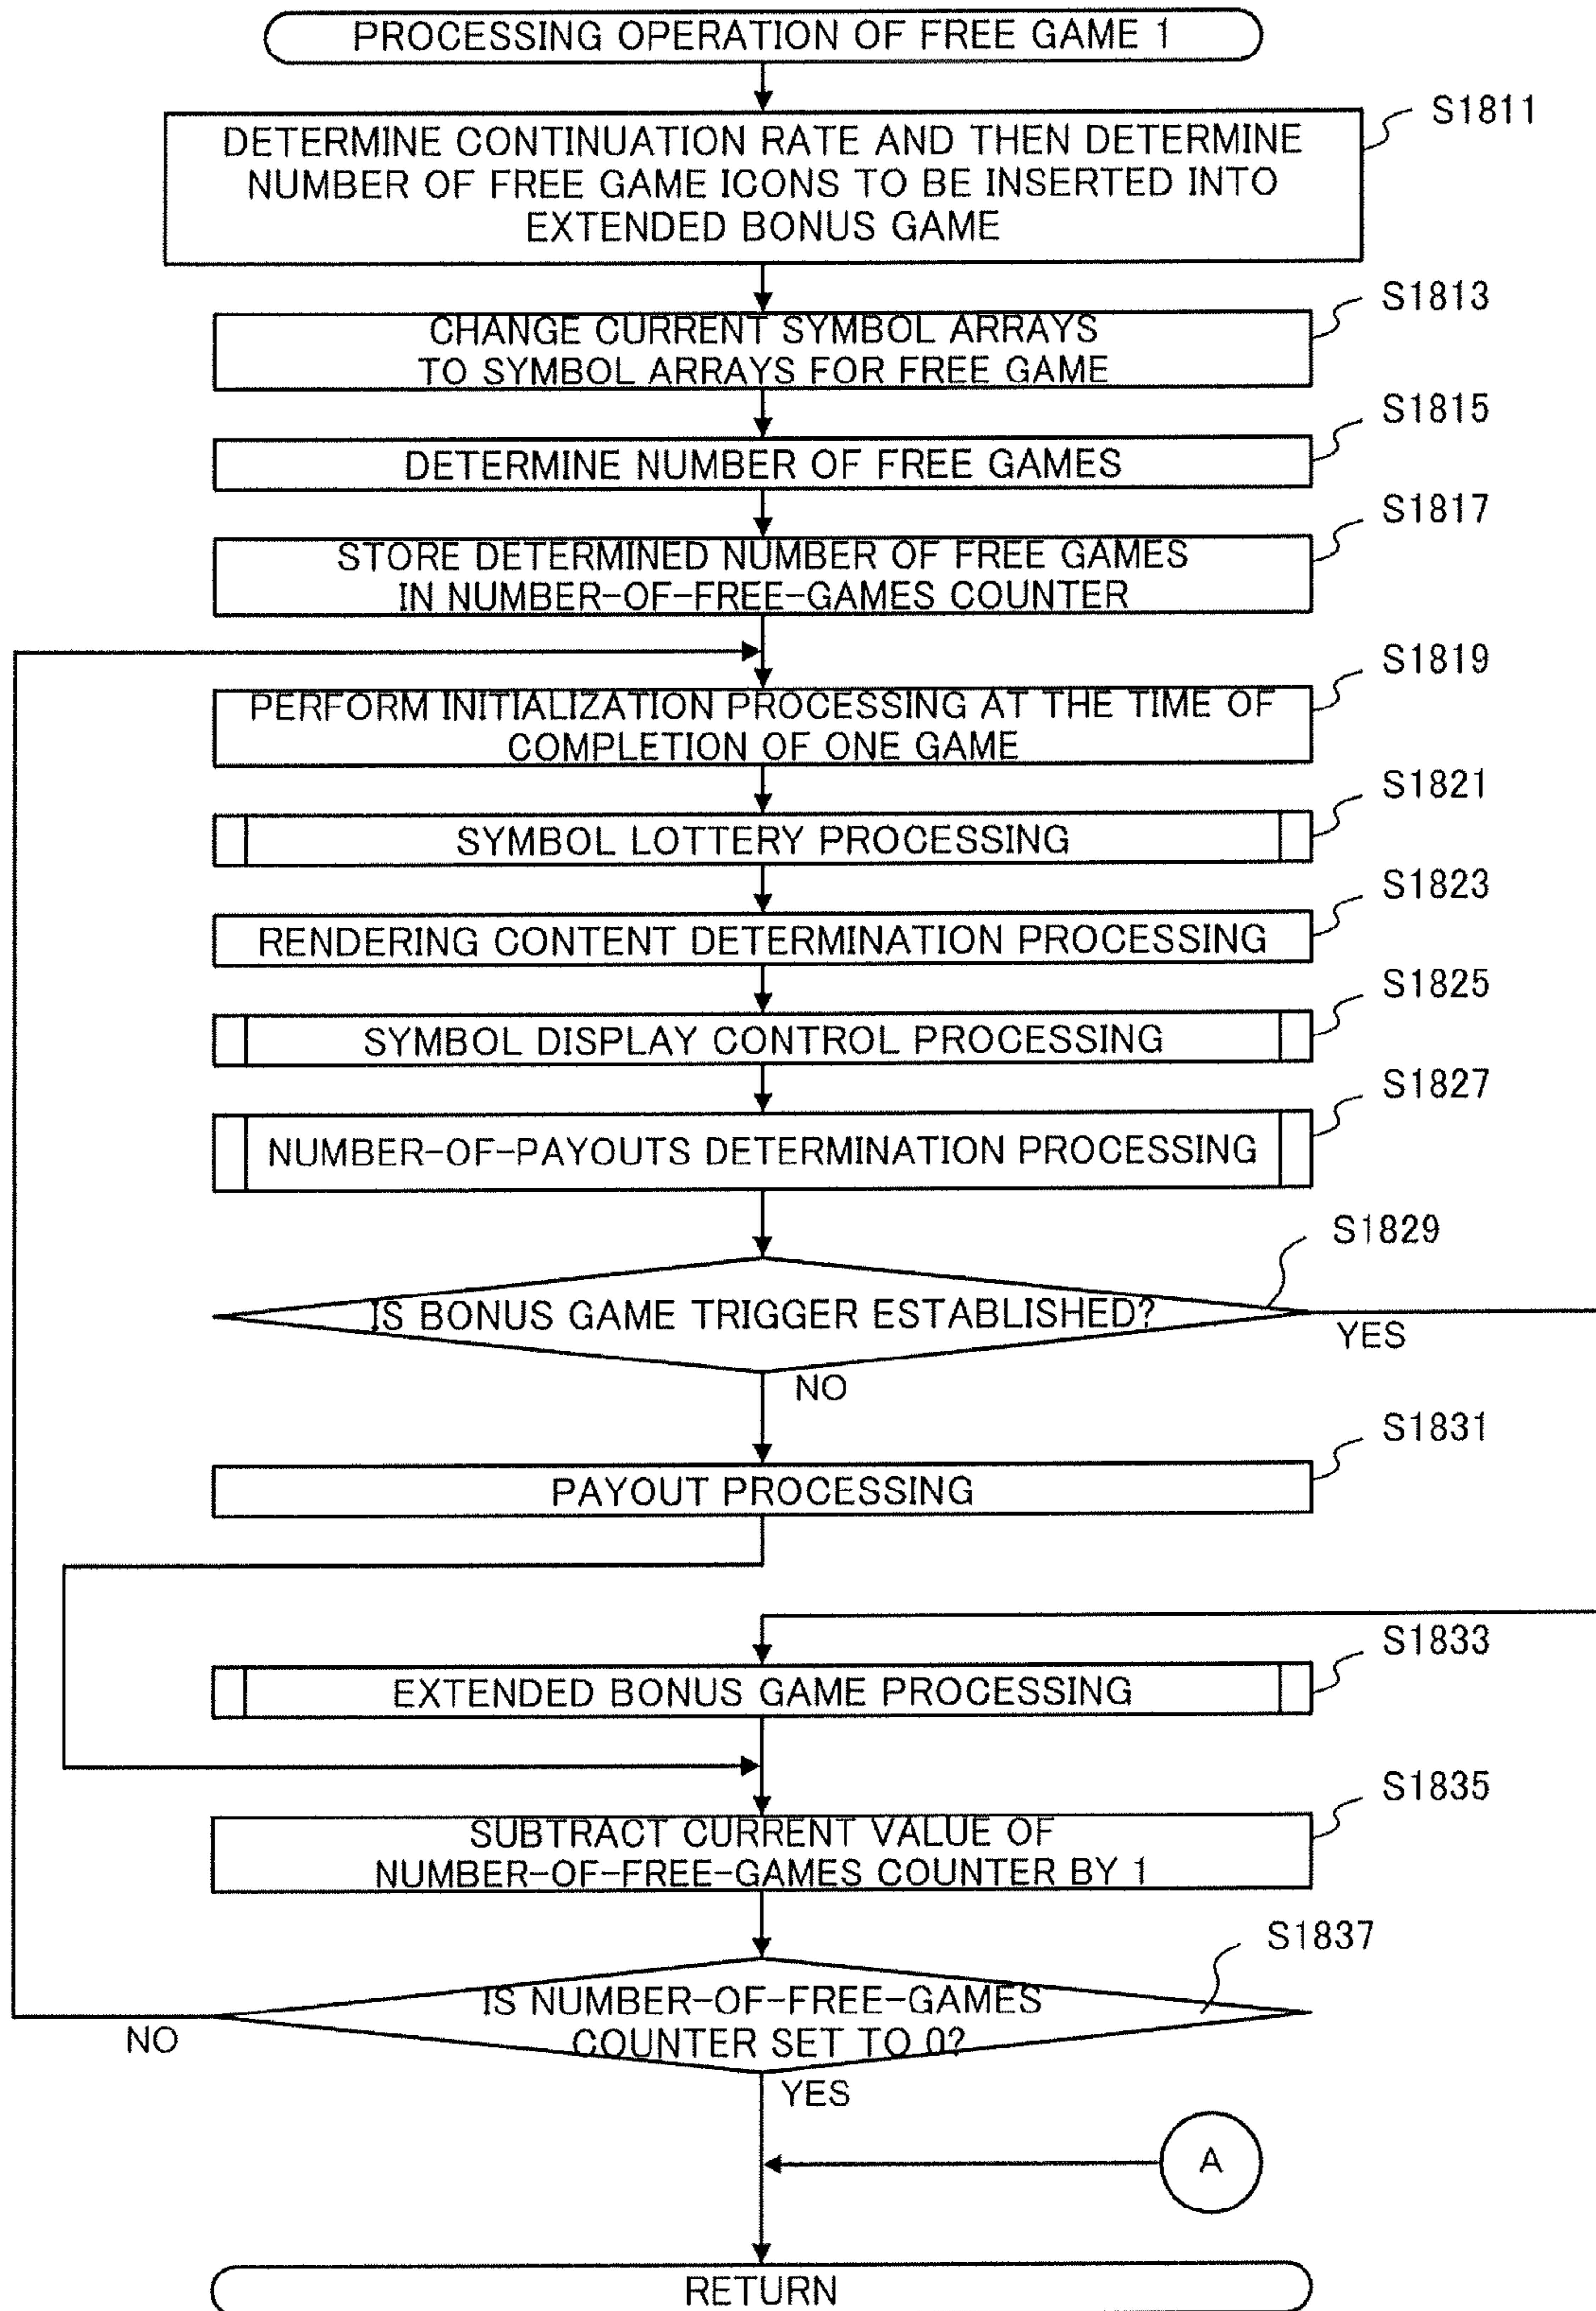 PROCESSING OPERATION OF FREE GAME 1
S1811
DETERMINE CONTINUATION RATE AND THEN DETERMINE
NUMBER OF FREE GAME ICONS TO BE INSERTED INTO
EXTENDED BONUS GAME
S1813
CHANGE CURRENT SYMBOL ARRAYS
TO SYMBOL ARRAYS FOR FREE GAME
S1815
DETERMINE NUMBER OF FREE GAMES
S1817
STORE DETERMINED NUMBER OF FREE GAMES
IN NUMBER-OF-FREE-GAMES COUNTER
S1819
PERFORM INITIALIZATION PROCESSING AT THE TIME OF
COMPLETION OF ONE GAME
S1821
SYMBOL LOTTERY PROCESSING
S1823
RENDERING CONTENT DETERMINATION PROCESSING
S1825
SYMBOL DISPLAY CONTROL PROCESSING
S1827
NUMBER-OF-PAYOUTS DETERMINATION PROCESSING
S1829
IS BONUS GAME TRIGGER ESTABLISHED?
YES
NO
S1831
PAYOUT PROCESSING
S1833
EXTENDED BONUS GAME PROCESSING
S1835
SUBTRACT CURRENT VALUE OF
NUMBER-OF-FREE-GAMES COUNTER BY 1
S1837
IS NUMBER-OF-FREE-GAMES
COUNTER SET TO 0?
NO
YES
A
RETURN